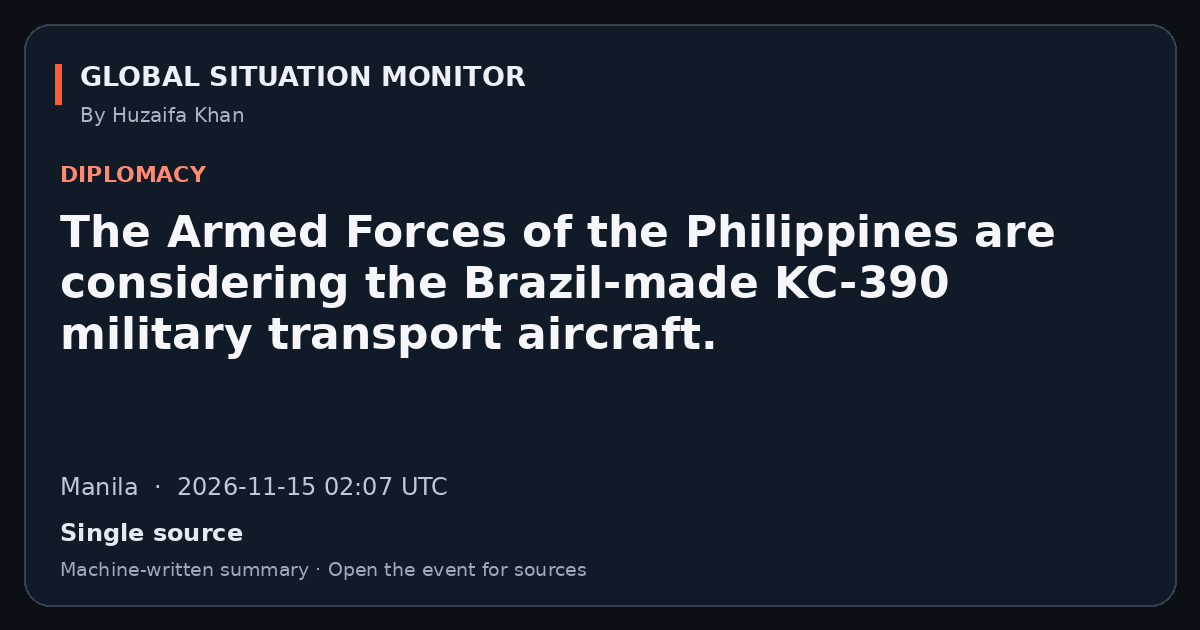 GLOBAL SITUATION MONITOR
By Huzaifa Khan
DIPLOMACY
The Armed Forces of the Philippines are
considering the Brazil-made KC-390
military transport aircraft.
Manila · 2026-11-15 02:07 UTC
Single source
Machine-written summary · Open the event for sources